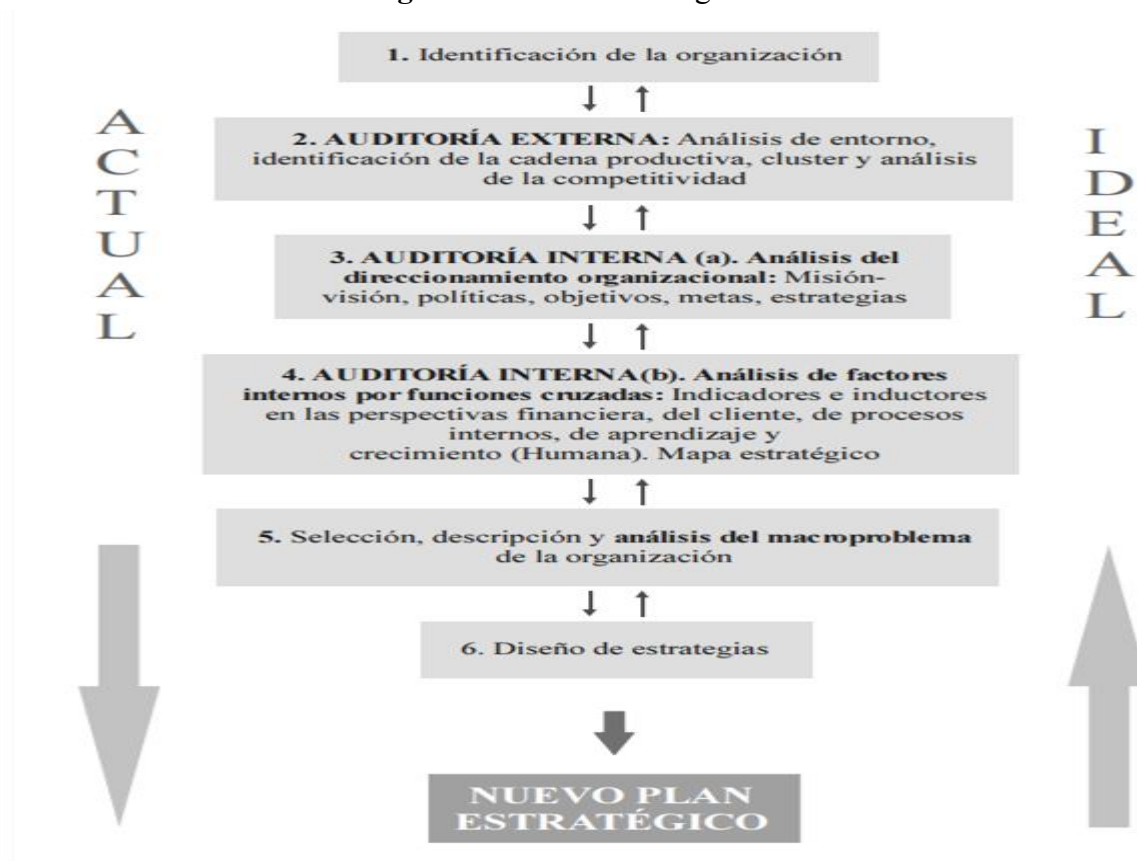 1. Identificación de la organización
ACTUAL
2. AUDITORÍA EXTERNA: Análisis de entorno,
identificación de la cadena productiva, cluster y análisis
de la competitividad
IDEAL
3. AUDITORÍA INTERNA (a). Análisis del
direccionamiento organizacional: Misión-
visión, políticas, objetivos, metas, estrategias
4. AUDITORÍA INTERNA(b). Análisis de factores
internos por funciones cruzadas: Indicadores e inductores
en las perspectivas financiera, del cliente, de procesos
internos, de aprendizaje y
crecimiento (Humana). Mapa estratégico
5. Selección, descripción y análisis del macroproblema
de la organización
6. Diseño de estrategias
NUEVO PLAN
ESTRATÉGICO